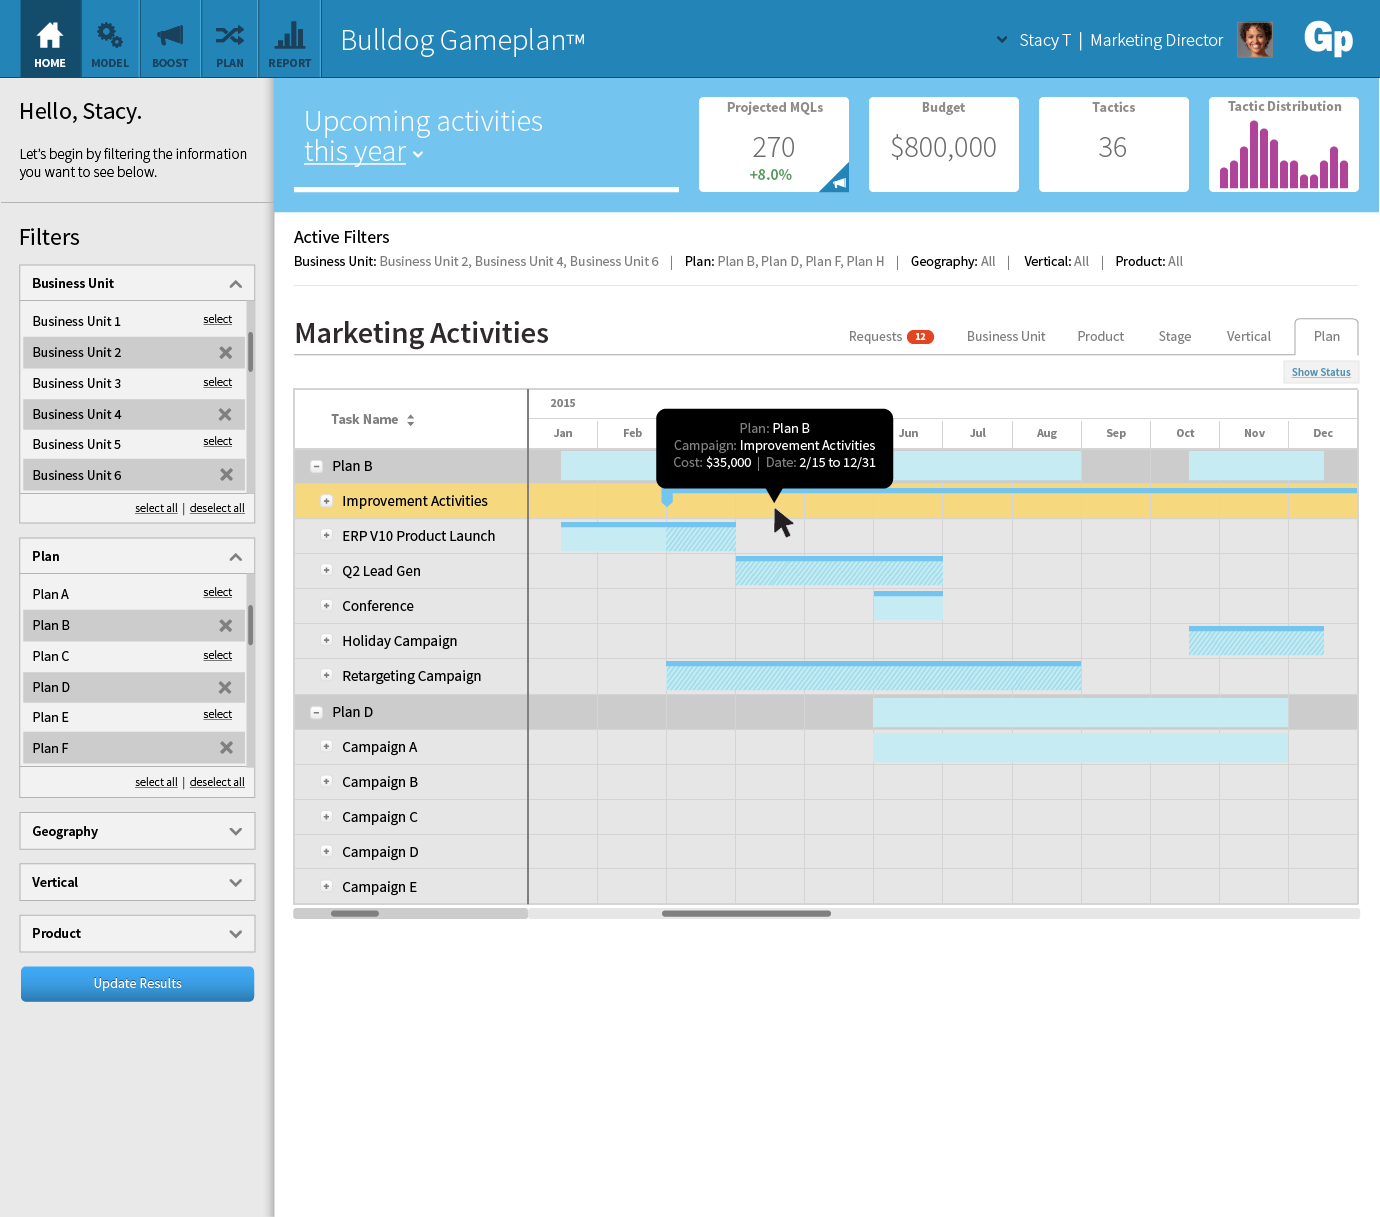 HOME
MODEL
BOOST
PLAN
REPORT
Bulldog Gameplan™
Stacy T | Marketing Director
Gp
Hello, Stacy.
Let's begin by filtering the information
you want to see below.
Filters
Business Unit
Business Unit 1 select
Business Unit 2
Business Unit 3 select
Business Unit 4
Business Unit 5 select
Business Unit 6
select all | deselect all
Plan
Plan A select
Plan B
Plan C select
Plan D
Plan E select
Plan F
select all | deselect all
Geography
Vertical
Product
Update Results
Upcoming activities
this year
Projected MQLs
270
+8.0%
Budget
$800,000
Tactics
36
Tactic Distribution
Active Filters
Business Unit: Business Unit 2, Business Unit 4, Business Unit 6 | Plan: Plan B, Plan D, Plan F, Plan H | Geography: All | Vertical: All | Product: All
Marketing Activities
Requests 12 Business Unit Product Stage Vertical Plan
Show Status
Task Name
2015
Jan Feb Jun Jul Aug Sep Oct Nov Dec
Plan: Plan B
Campaign: Improvement Activities
Cost: $35,000 | Date: 2/15 to 12/31
Plan B
Improvement Activities
ERP V10 Product Launch
Q2 Lead Gen
Conference
Holiday Campaign
Retargeting Campaign
Plan D
Campaign A
Campaign B
Campaign C
Campaign D
Campaign E